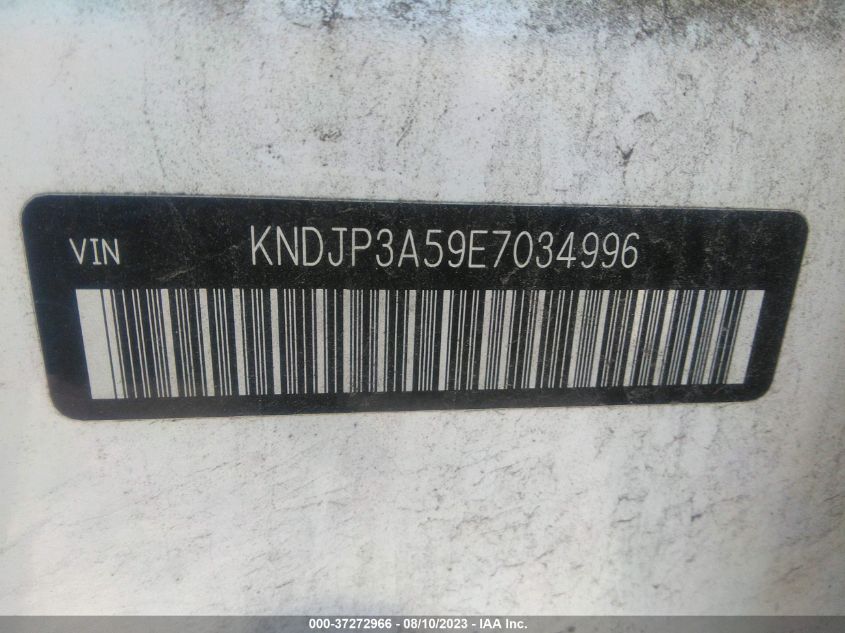 VIN KNDJP3A59E7034996
000-37272966 - 08/10/2023 - IAA Inc.